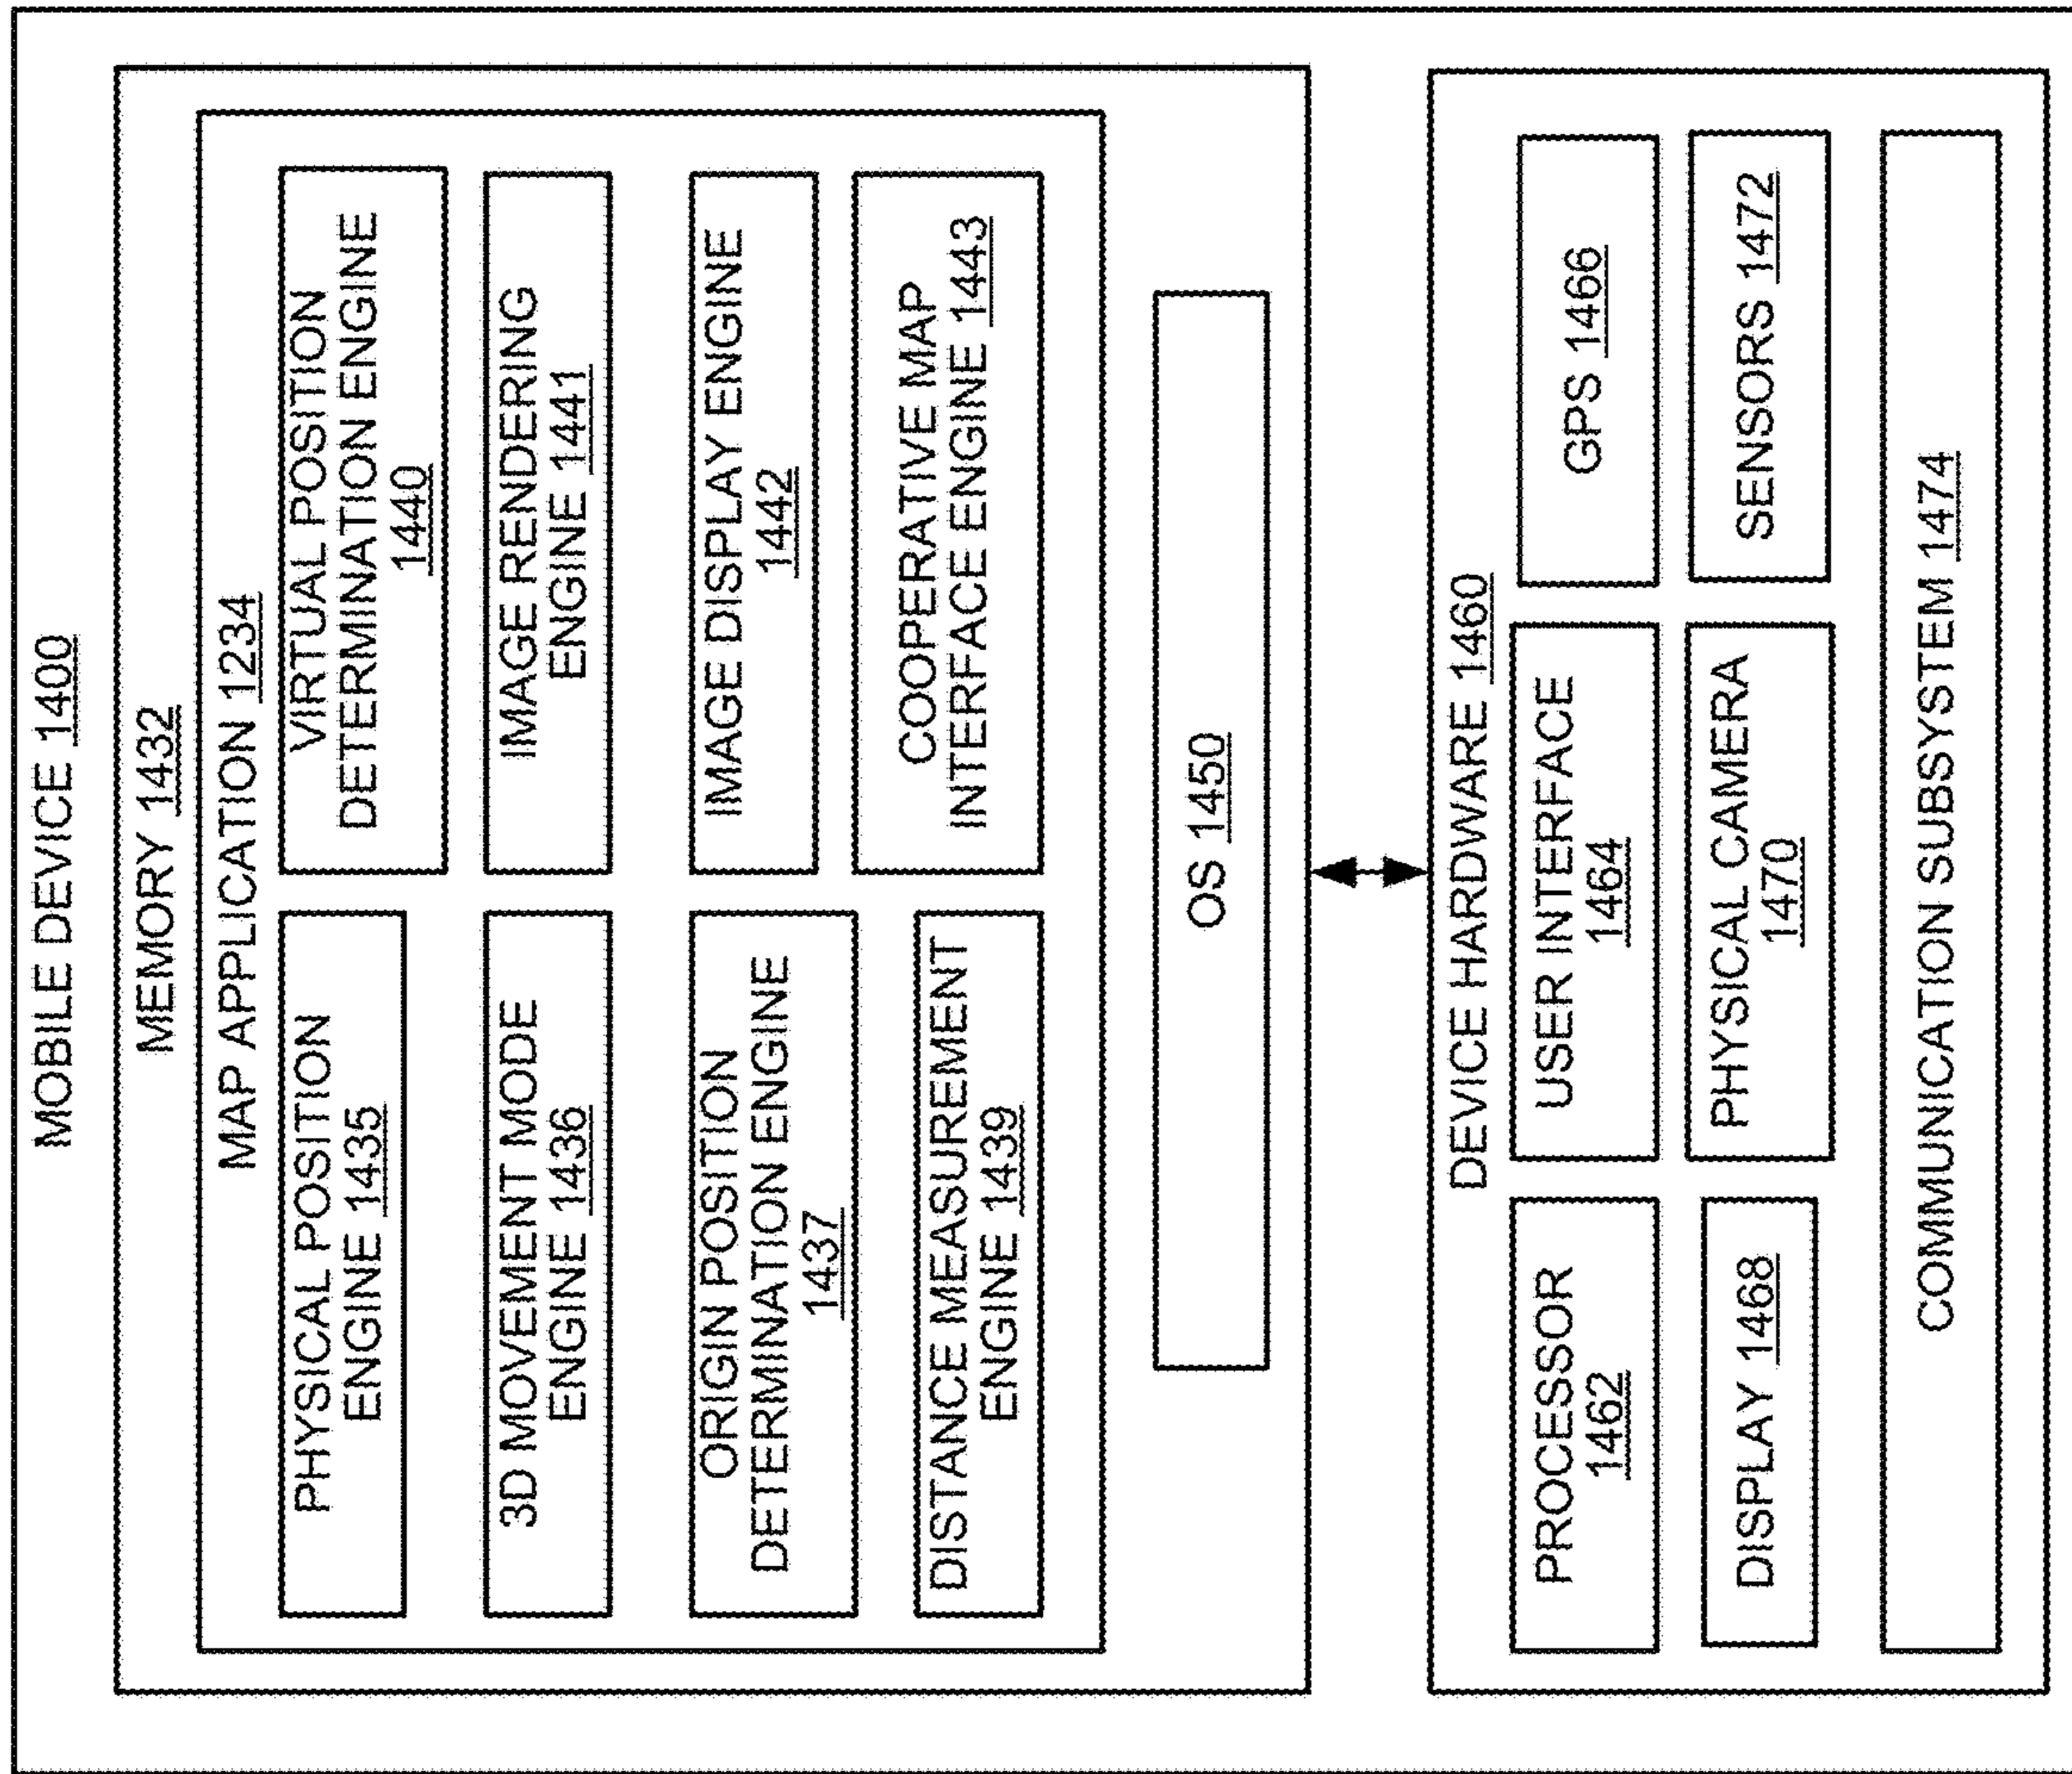 MOBILE DEVICE 1400
MEMORY 1432
MAP APPLICATION 1234
PHYSICAL POSITION
ENGINE 1435
3D MOVEMENT MODE
ENGINE 1436
ORIGIN POSITION
DETERMINATION ENGINE
1437
DISTANCE MEASUREMENT
ENGINE 1439
VIRTUAL POSITION
DETERMINATION ENGINE
1440
IMAGE RENDERING
ENGINE 1441
IMAGE DISPLAY ENGINE
1442
COOPERATIVE MAP
INTERFACE ENGINE 1443
OS 1450
DEVICE HARDWARE 1460
PROCESSOR
1462
USER INTERFACE
1464
GPS 1466
DISPLAY 1468
PHYSICAL CAMERA
1470
SENSORS 1472
COMMUNICATION SUBSYSTEM 1474